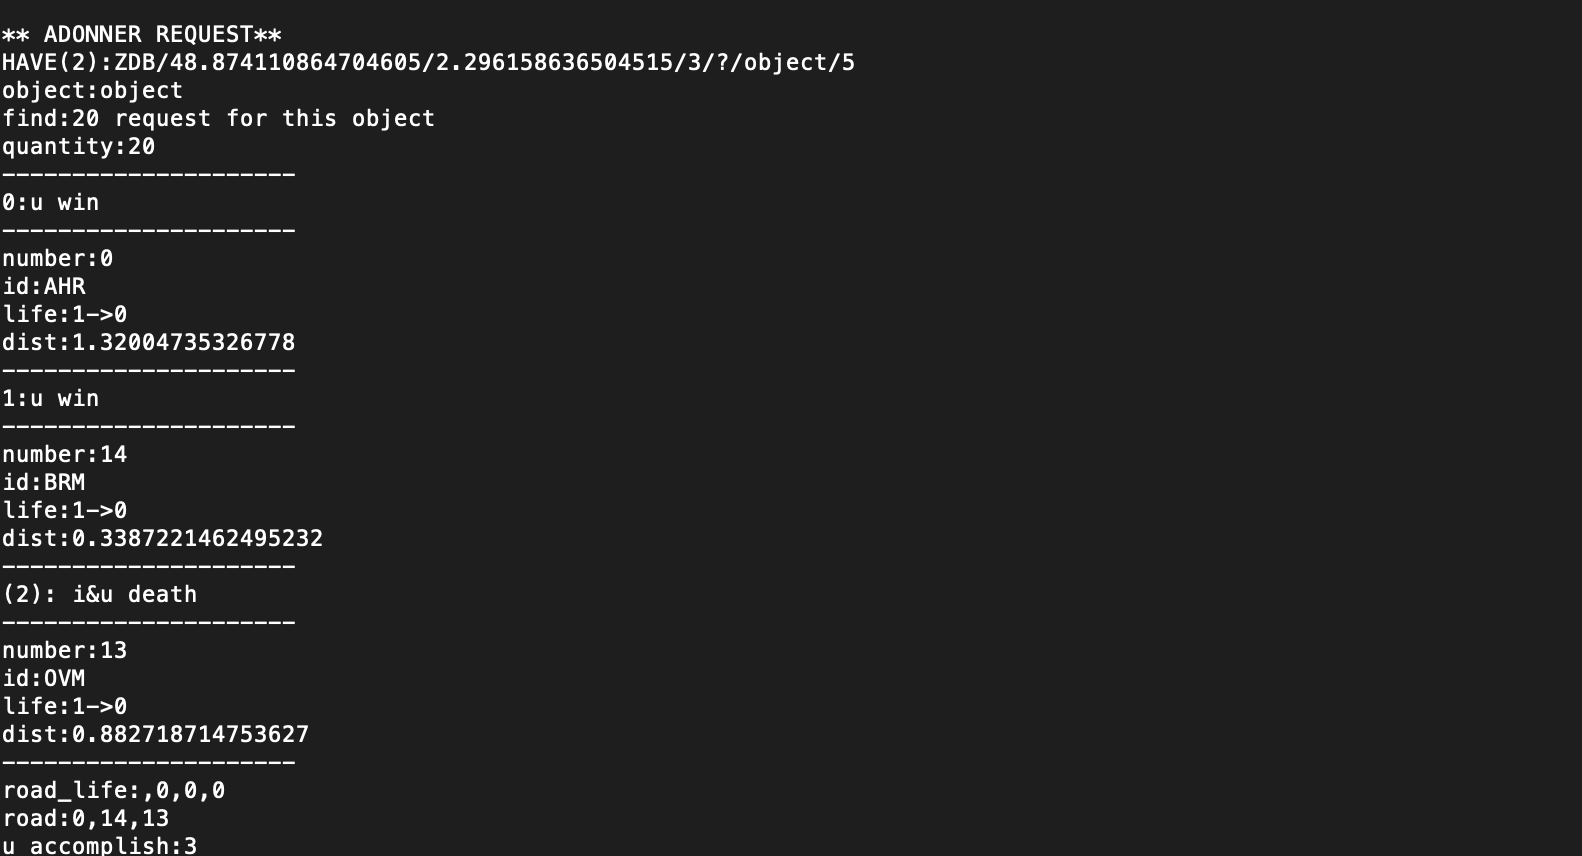 ** ADONNER REQUEST**
HAVE(2):ZDB/48.874110864704605/2.296158636504515/3/?/object/5
object:object
find:20 request for this object
quantity:20
---------------------
0:u win
---------------------
number:0
id:AHR
life:1->0
dist:1.32004735326778
---------------------
1:u win
---------------------
number:14
id:BRM
life:1->0
dist:0.3387221462495232
---------------------
(2): i&u death
---------------------
number:13
id:OVM
life:1->0
dist:0.882718714753627
---------------------
road_life:,0,0,0
road:0,14,13
u accomplish:3